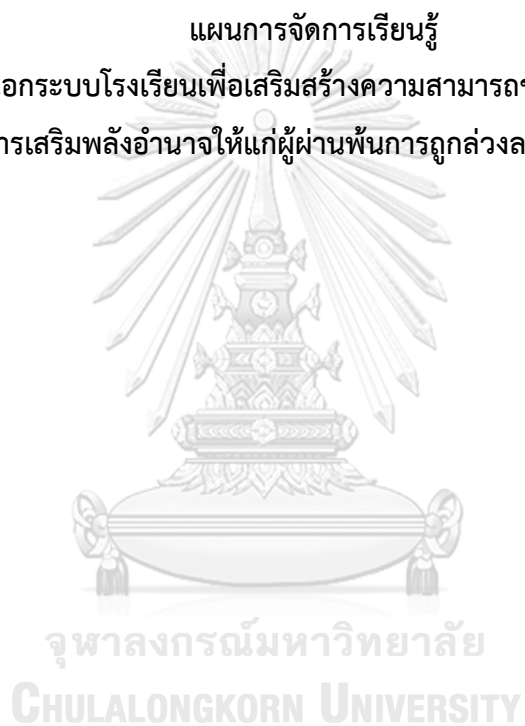 แผนการจัดการเรียนรู้
อกระบบโรงเรียนเพื่อเสริมสร้างความสามารถ
ารเสริมพลังอำนาจให้แก่ผู้ผ่านพ้นการถูกล่วงล
จุฬาลงกรณ์มหาวิทยาลัย
CHULALONGKORN UNIVERSITY